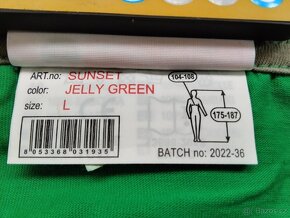 ART.no: SUNSET
color: JELLY GREEN
size: L
104-108
175-187
8053368031935
BATCH no: 2022-36